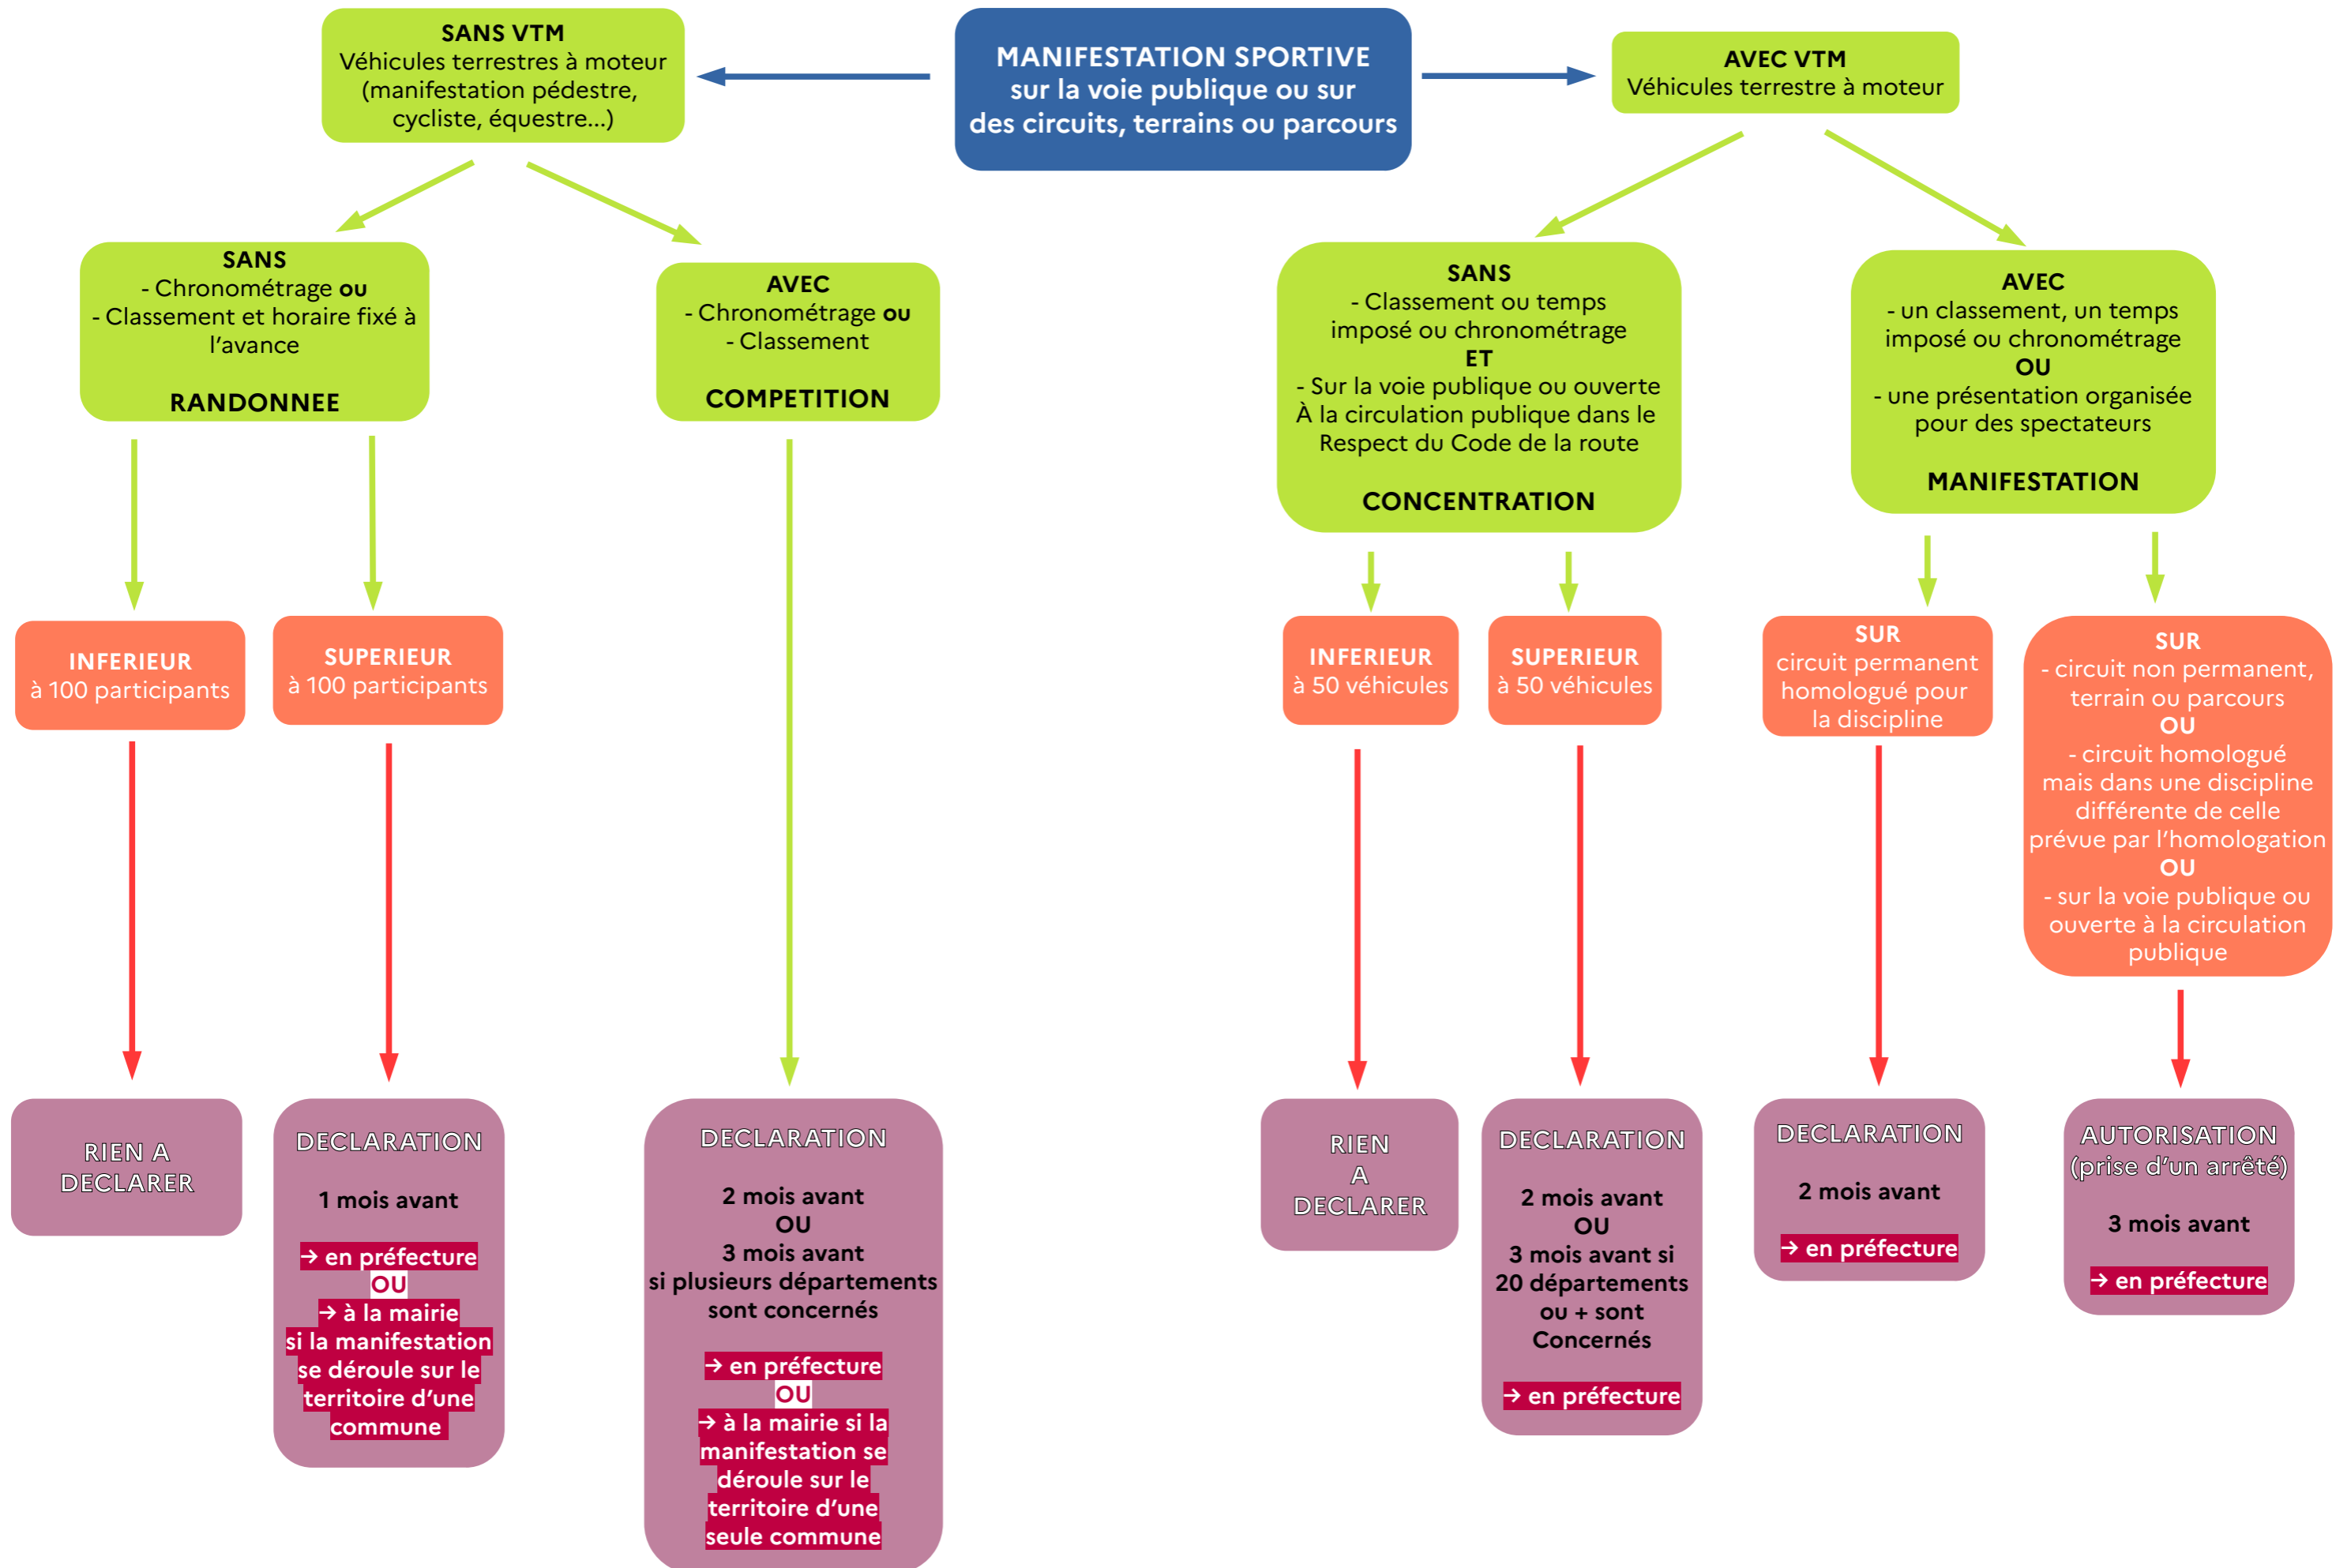 SANS VTM
Véhicules terrestres à moteur
(manifestation pédestre,
cycliste, équestre...)
MANIFESTATION SPORTIVE
sur la voie publique ou sur
des circuits, terrains ou parcours
AVEC VTM
Véhicules terrestre à moteur
SANS
- Chronométrage ou
- Classement et horaire fixé à
l'avance
RANDONNEE
AVEC
- Chronométrage ou
- Classement
COMPETITION
SANS
- Classement ou temps
imposé ou chronométrage
ET
- Sur la voie publique ou ouverte
À la circulation publique dans le
Respect du Code de la route
CONCENTRATION
AVEC
- un classement, un temps
imposé ou chronométrage
OU
- une présentation organisée
pour des spectateurs
MANIFESTATION
INFERIEUR
à 100 participants
SUPERIEUR
à 100 participants
INFERIEUR
à 50 véhicules
SUPERIEUR
à 50 véhicules
SUR
circuit permanent
homologué pour
la discipline
SUR
- circuit non permanent,
terrain ou parcours
OU
- circuit homologué
mais dans une discipline
différente de celle
prévue par l'homologation
OU
- sur la voie publique ou
ouverte à la circulation
publique
RIEN A
DECLARER
DECLARATION
1 mois avant
→ en préfecture
OU
→ à la mairie
si la manifestation
se déroule sur le
territoire d'une
commune
DECLARATION
2 mois avant
OU
3 mois avant
si plusieurs départements
sont concernés
→ en préfecture
OU
→ à la mairie si la
manifestation se
déroule sur le
territoire d'une
seule commune
RIEN
A
DECLARER
DECLARATION
2 mois avant
OU
3 mois avant si
20 départements
ou + sont
Concernés
→ en préfecture
DECLARATION
2 mois avant
→ en préfecture
AUTORISATION
(prise d'un arrêté)
3 mois avant
→ en préfecture